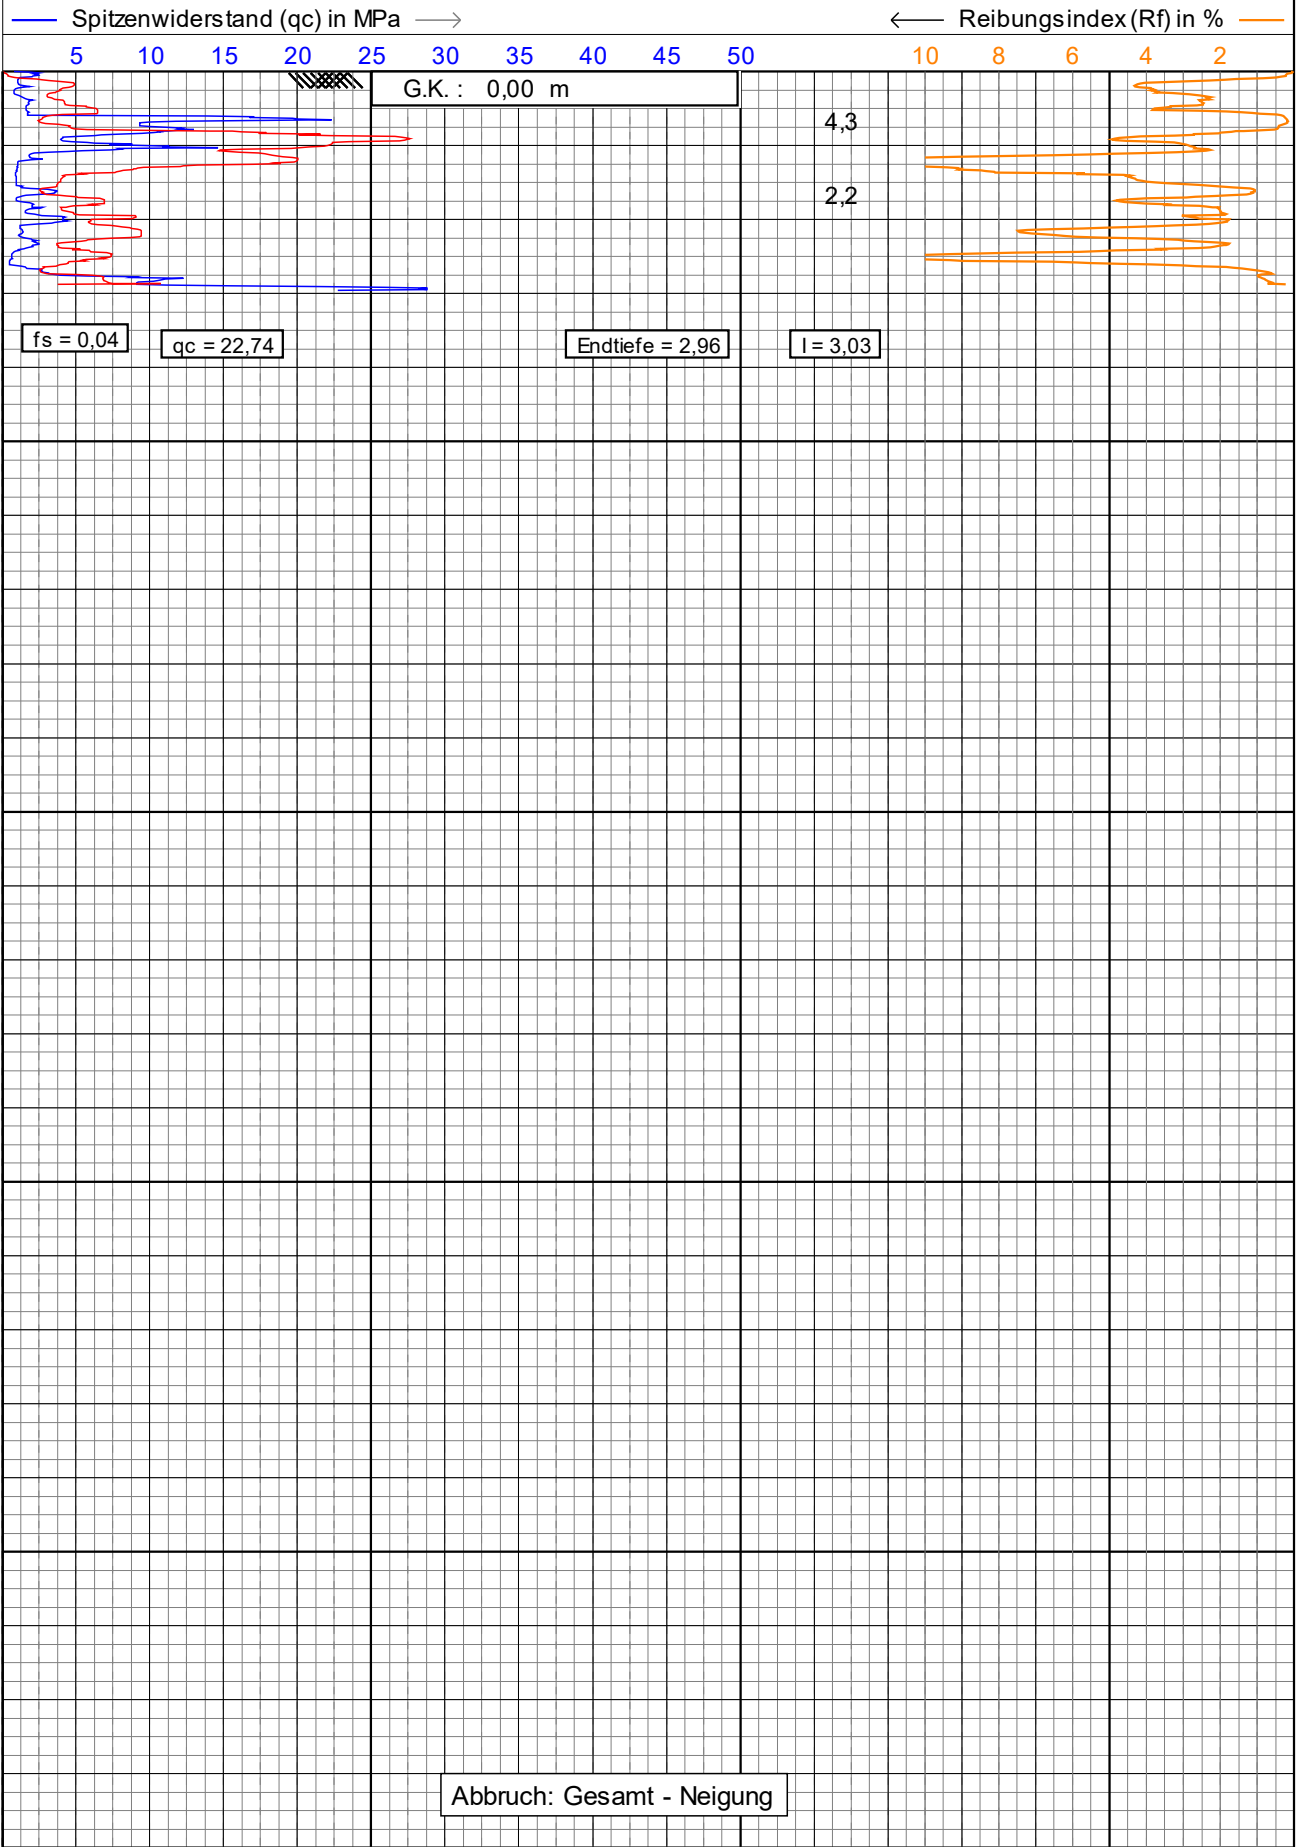 Spitzenwiderstand (qc) in MPa Reibungsindex (Rf) in %
5 10 15 20 25 30 35 40 45 50 10 8 6 4 2
G.K. : 0,00 m
4,3
2,2
fs = 0,04 qc = 22,74 Endtiefe = 2,96 I = 3,03
Abbruch: Gesamt - Neigung